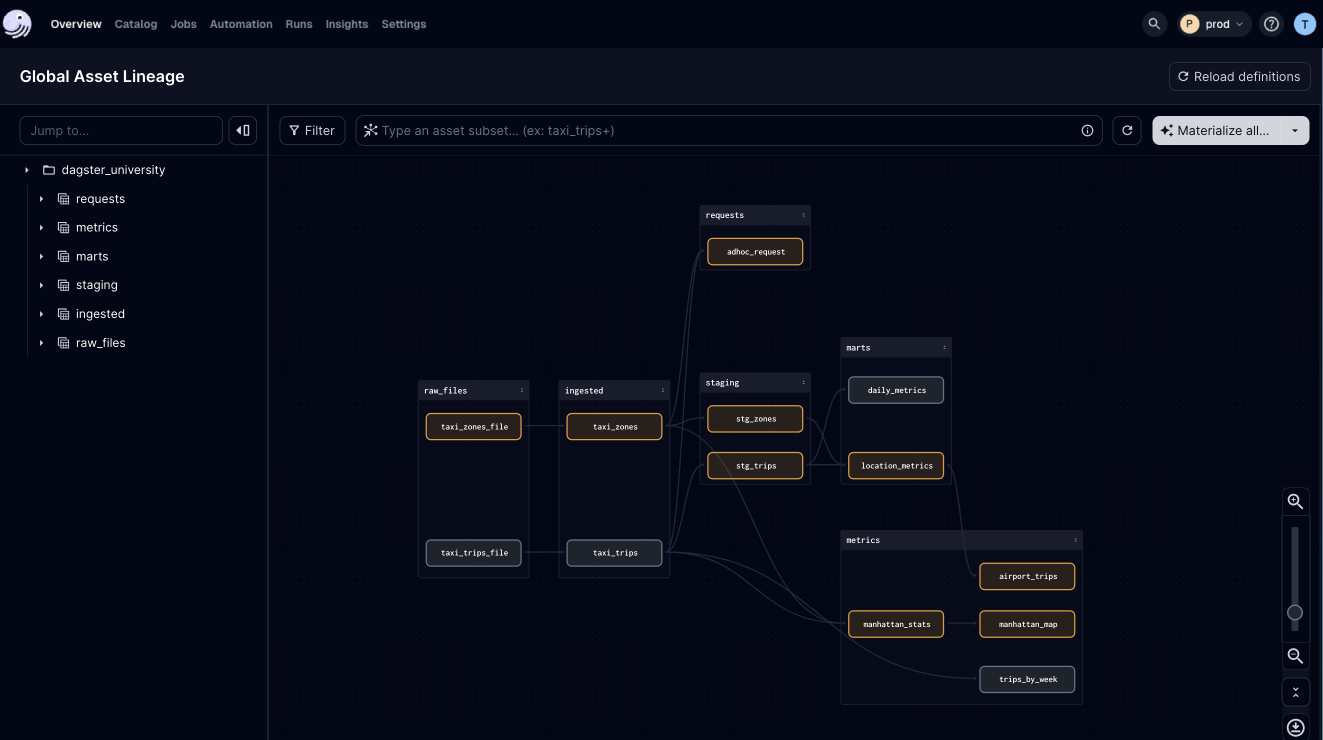 Overview Catalog Jobs Automation Runs Insights Settings
P prod
T
Global Asset Lineage
Reload definitions
Jump to...
Filter
Type an asset subset… (ex: taxi_trips+)
Materialize all...
dagster_university
requests
metrics
marts
staging
ingested
raw_files
requests
adhoc_request
marts
daily_metrics
location_metrics
staging
stg_zones
stg_trips
raw_files
taxi_zones_file
taxi_trips_file
ingested
taxi_zones
taxi_trips
metrics
airport_trips
manhattan_stats
manhattan_map
trips_by_week